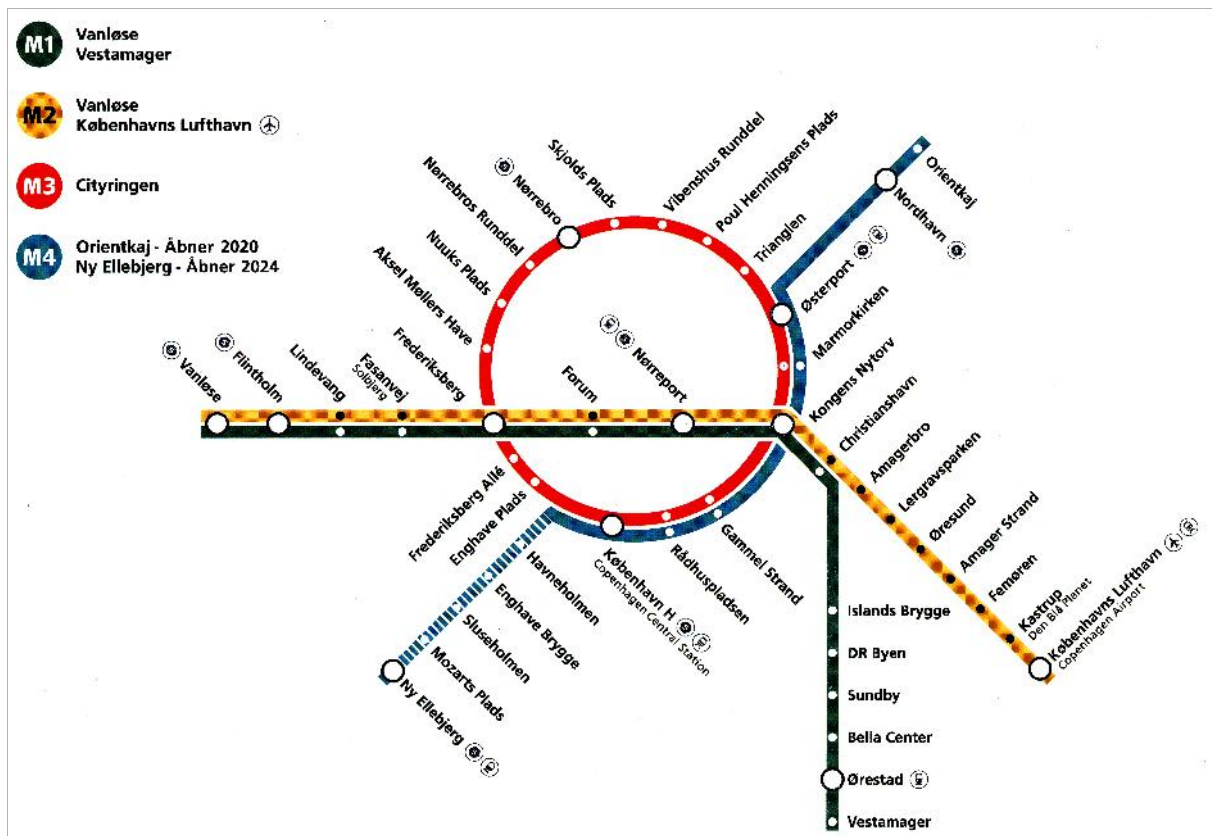 M1
Vanløse
Vestamager
M2
Vanløse
Københavns Lufthavn
M3
Cityringen
M4
Orientkaj - Åbner 2020
Ny Ellebjerg - Åbner 2024
Vanløse
Flintholm
Lindevang
Fasanvej
Solbjerg
Frederiksberg
Aksel Møllers Have
Nuuks Plads
Nørrebros Runddel
Nørrebro
Skjolds Plads
Vibenshus Runddel
Poul Henningsens Plads
Trianglen
Østerport
Nordhavn
Orientkaj
Marmorkirken
Forum
Nørreport
Kongens Nytorv
Christianshavn
Amagerbro
Lergravsparken
Øresund
Amager Strand
Femøren
Kastrup
Den Blå Planet
Københavns Lufthavn
Copenhagen Airport
Frederiksberg Allé
Enghave Plads
Havneholmen
Enghave Brygge
Sluseholmen
Mozarts Plads
Ny Ellebjerg
København H
Copenhagen Central Station
Rådhuspladsen
Gammel Strand
Islands Brygge
DR Byen
Sundby
Bella Center
Ørestad
Vestamager